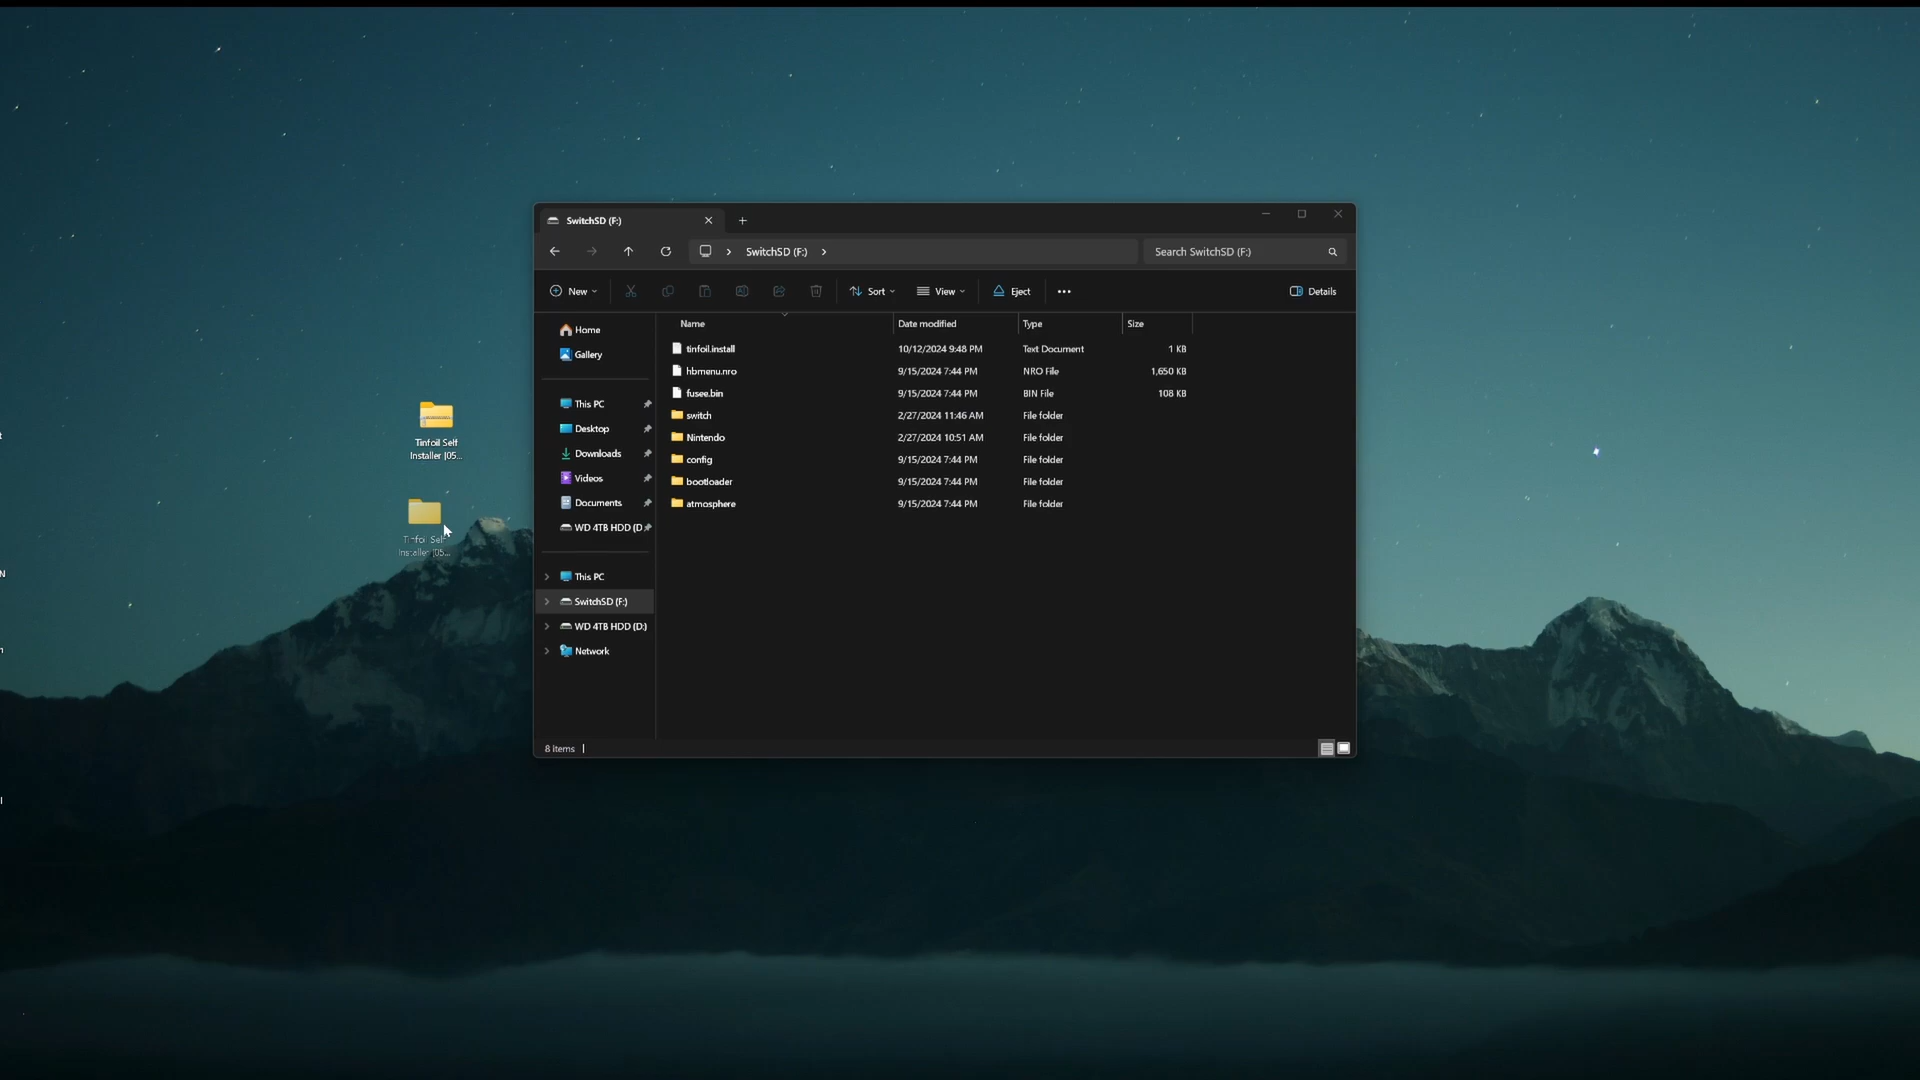 SwitchSD (F:)
SwitchSD (F:)
Search SwitchSD (F:)
New
Sort
View
Eject
Details
Name
Date modified
Type
Size
tinfoil.install
10/12/2024 9:48 PM
Text Document
1 KB
hbmenu.nro
9/15/2024 7:44 PM
NRO File
1,650 KB
fusee.bin
9/15/2024 7:44 PM
BIN File
108 KB
switch
2/27/2024 11:46 AM
File folder
Nintendo
2/27/2024 10:51 AM
File folder
config
9/15/2024 7:44 PM
File folder
bootloader
9/15/2024 7:44 PM
File folder
atmosphere
9/15/2024 7:44 PM
File folder
Home
Gallery
This PC
Desktop
Downloads
Videos
Documents
WD 4TB HDD (D
This PC
SwitchSD (F:)
WD 4TB HDD (D:)
Network
8 items
Tinfoil Self
Installer [05...
Tinfoil Self
Installer [05...